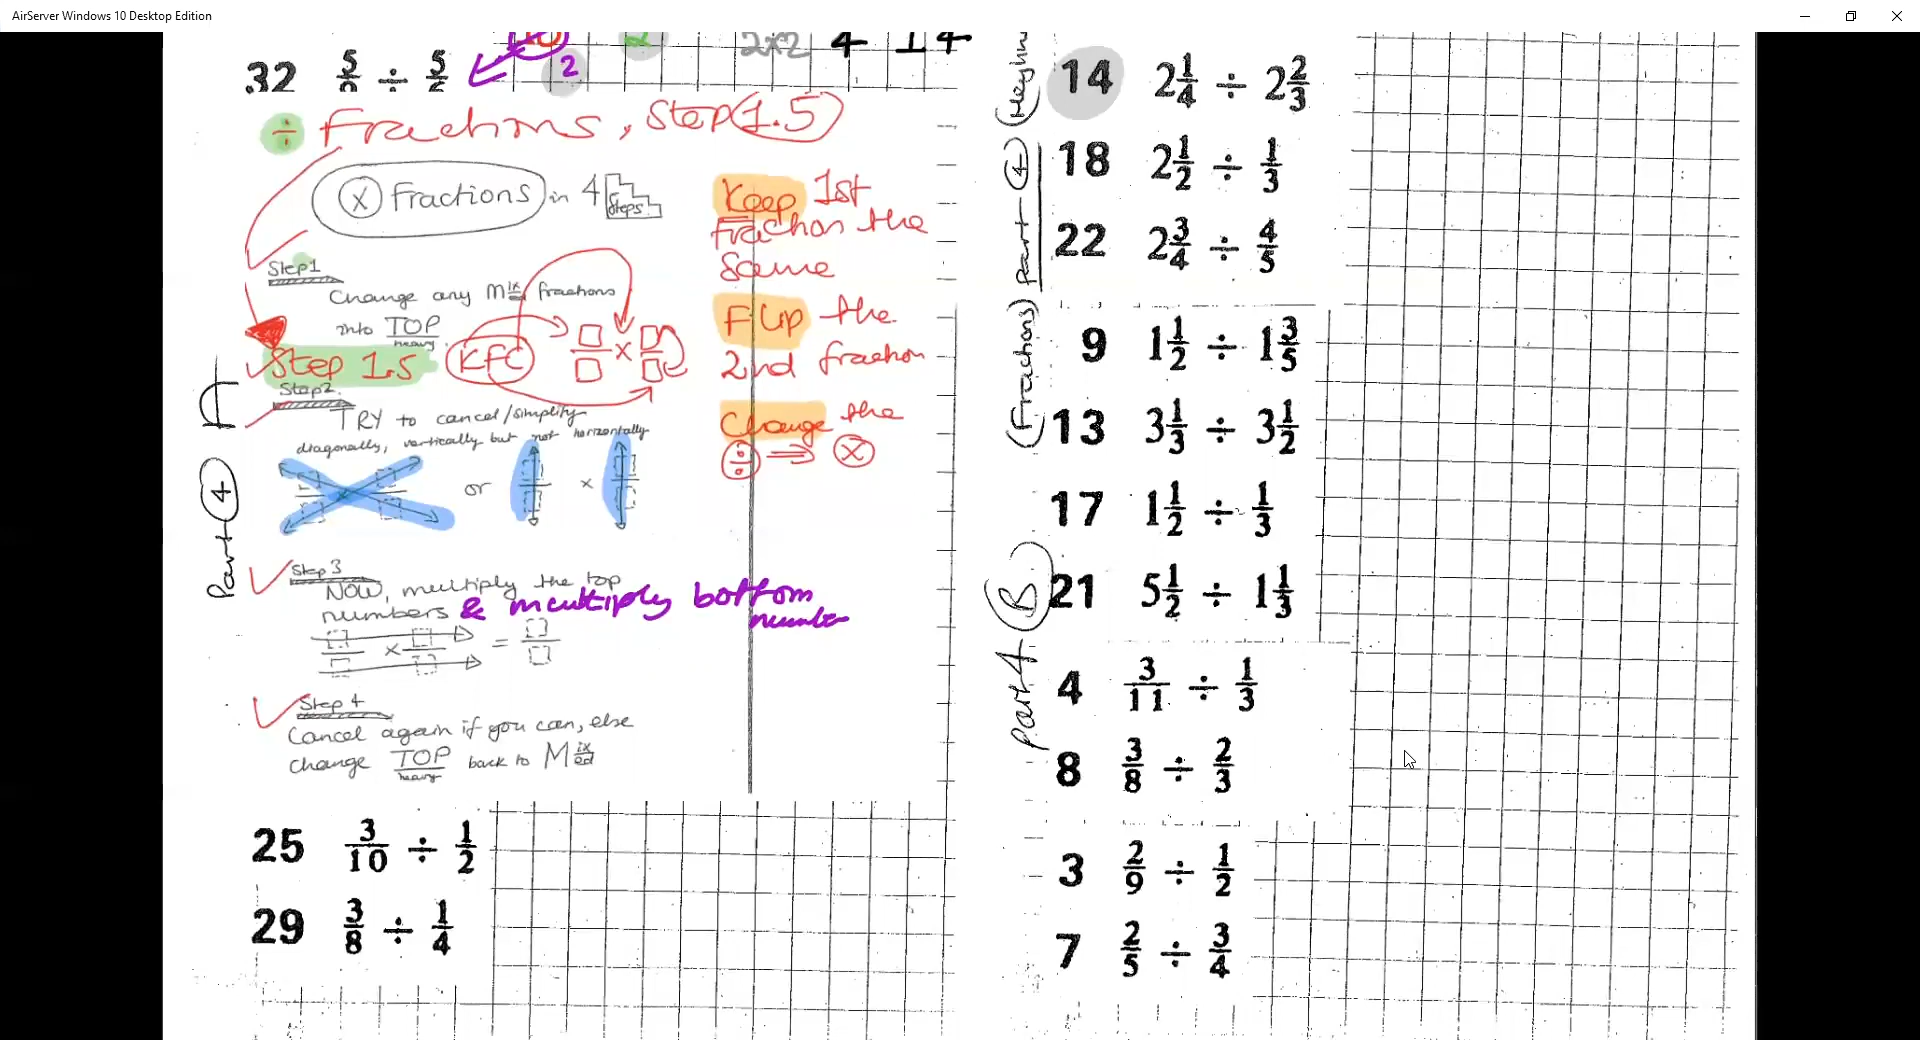 AirServer Windows 10 Desktop Edition
2
2×2 4 14
32 5/ ÷ 5/
÷ Fractions, Step 1.5
× Fractions in 4 Steps
Step 1
Change any Mixed fractions
into TOP heavy.
Step 1.5 KFC □/□ × □/□
Step 2.
TRY to cancel/simplify
diagonally, vertically but not horizontally
× or ×
Step 3
NOW, multiply the top
numbers & multiply bottom
number
□/□ × □/□ = □/□
Step 4
Cancel again if you can, else
change TOP heavy back to Mixed
Part 4 A
Keep 1st
fraction the
same
Flip the
2nd fraction
Change the
÷ ⇒ ×
25 3/10 ÷ 1/2
29 3/8 ÷ 1/4
(Fractions) Part 4
Part 4 B
14 2 1/4 ÷ 2 2/3
18 2 1/2 ÷ 1/3
22 2 3/4 ÷ 4/5
9 1 1/2 ÷ 1 3/5
13 3 1/3 ÷ 3 1/2
17 1 1/2 ÷ 1/3
21 5 1/2 ÷ 1 1/3
4 3/11 ÷ 1/3
8 3/8 ÷ 2/3
3 2/9 ÷ 1/2
7 2/5 ÷ 3/4